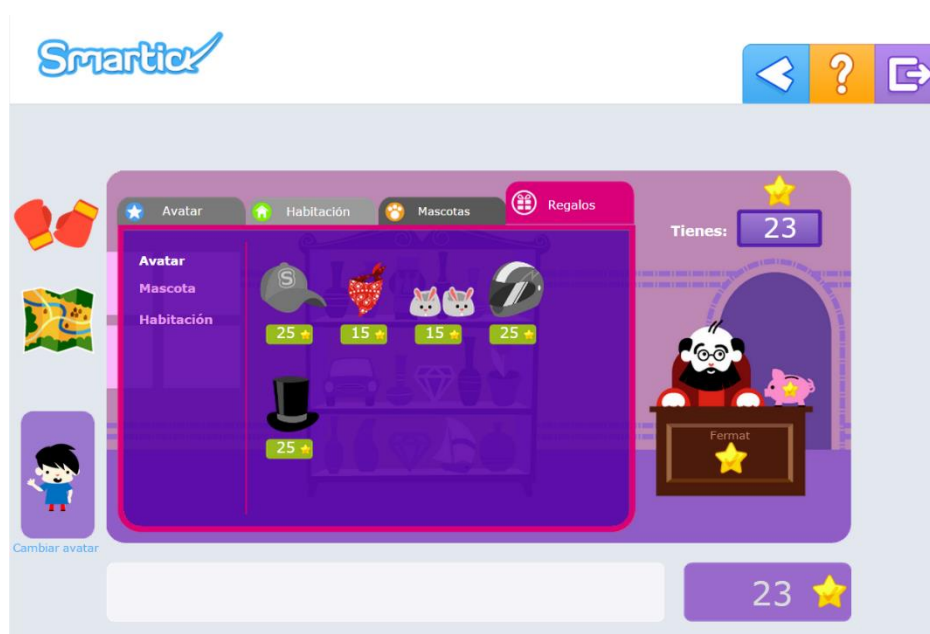 Smartick
Avatar
Habitación
Mascotas
Regalos
Tienes: 23
Avatar
Mascota
Habitación
S
25 15 15 25
25
Fermat
Cambiar avatar
23